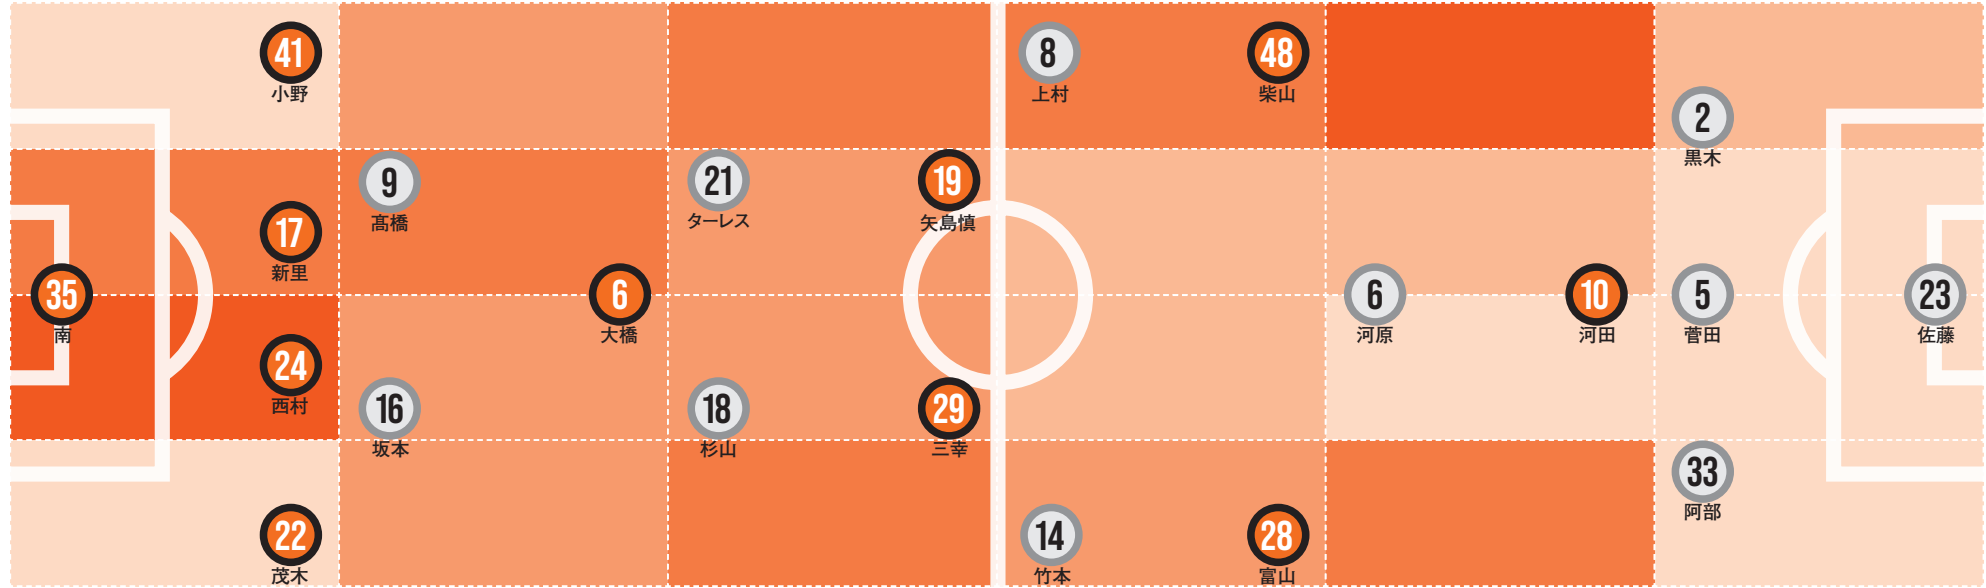 41
小野
8
上村
48
柴山
2
黒木
9
髙橋
21
ターレス
19
矢島慎
17
新里
35
南
6
大橋
6
河原
10
河田
5
菅田
23
佐藤
24
西村
16
坂本
18
杉山
29
三幸
33
阿部
22
茂木
14
竹本
28
富山